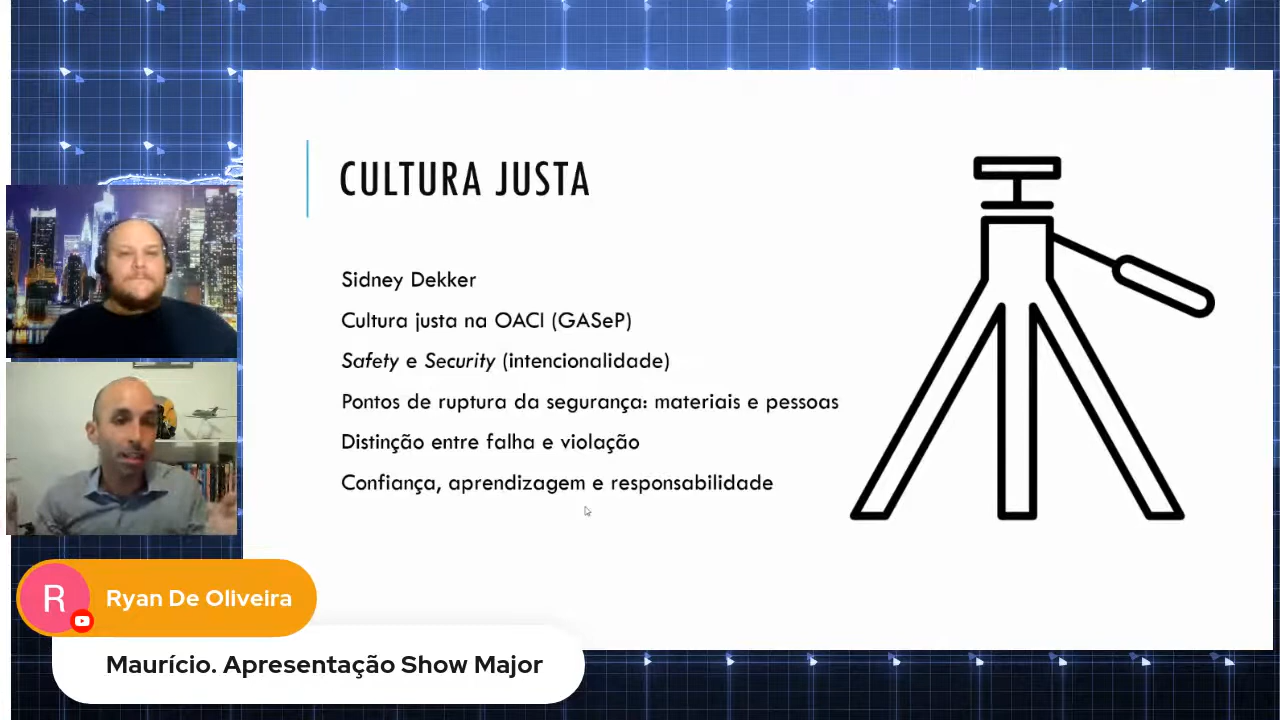 CULTURA JUSTA
Sidney Dekker
Cultura justa na OACI (GASeP)
Safety e Security (intencionalidade)
Pontos de ruptura da segurança: materiais e pessoas
Distinção entre falha e violação
Confiança, aprendizagem e responsabilidade
R
Ryan De Oliveira
Maurício. Apresentação Show Major